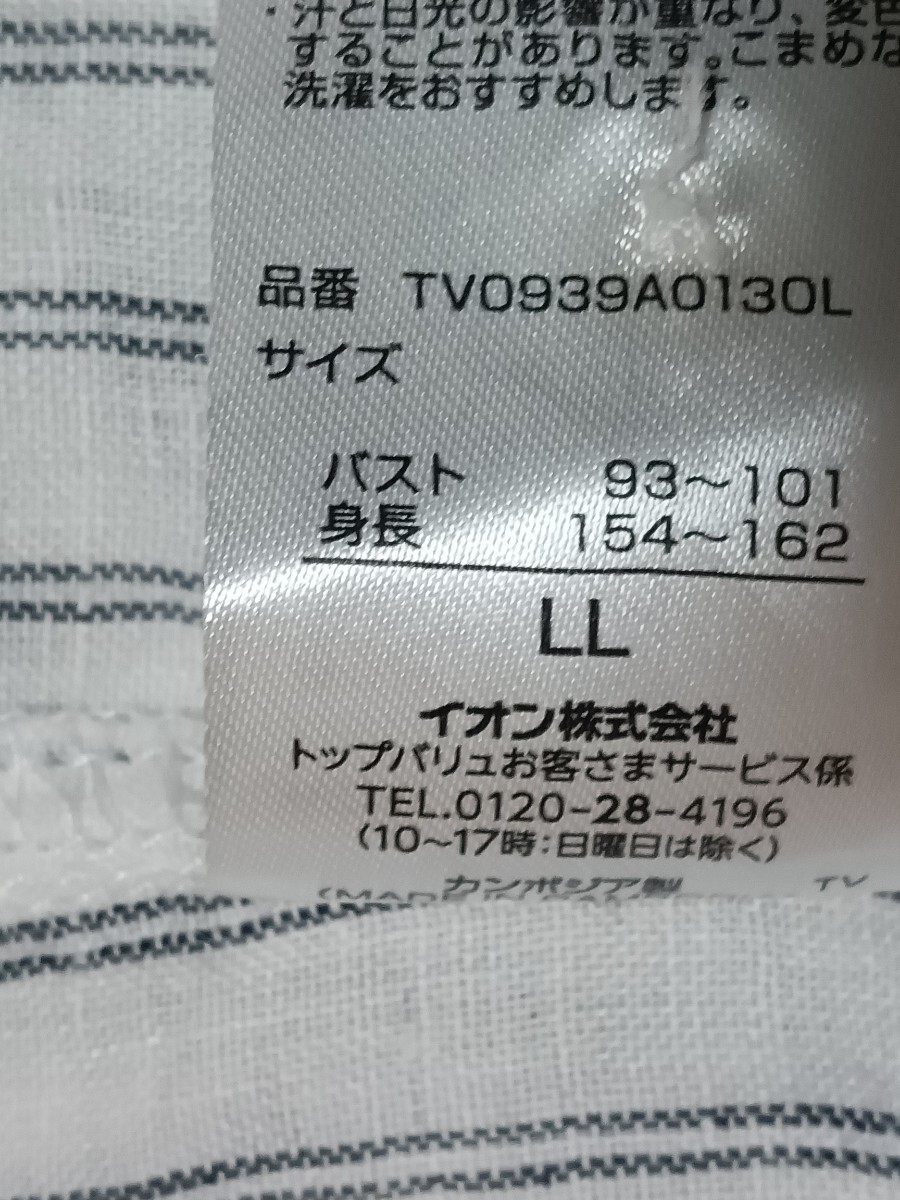 ・汗と日光の影響が重なり、変色
することがあります。こまめな
洗濯をおすすめします。
品番 TV0939A0130L
サイズ
バスト 93～101
身長 154～162
LL
イオン株式会社
トップバリュお客さまサービス係
TEL.0120-28-4196
(10～17時:日曜日は除く)
カンボジア製 TV